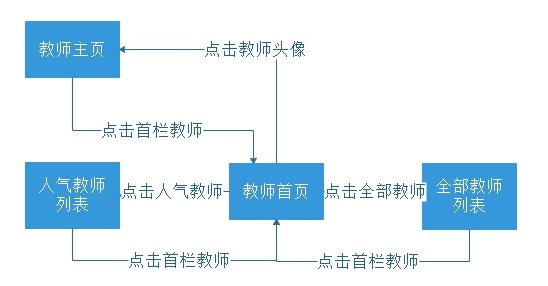 教师主页
点击教师头像
点击首栏教师
人气教师
列表
点击人气教师
教师首页
点击全部教师
全部教师
列表
点击首栏教师
点击首栏教师